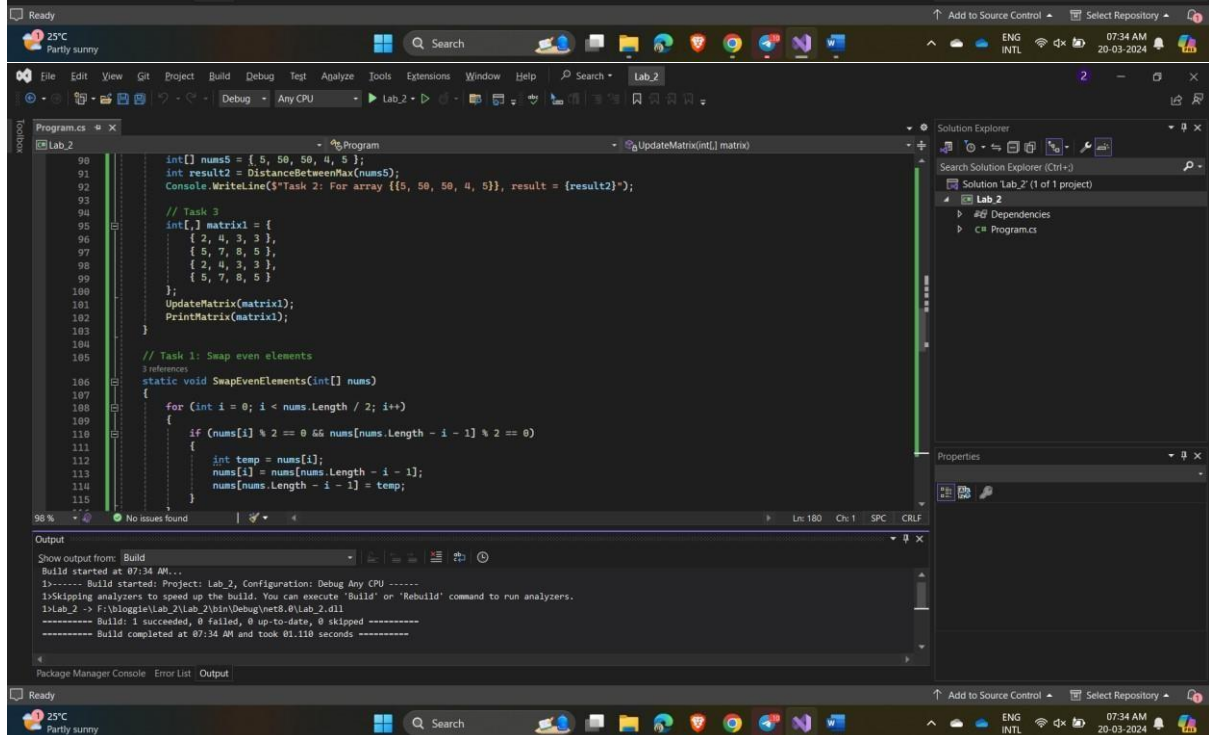 Ready
Add to Source Control
Select Repository
25°C
Partly sunny
Search
ENG
INTL
07:34 AM
20-03-2024
File Edit View Git Project Build Debug Test Analyze Tools Extensions Window Help Search Lab_2
2
Debug Any CPU Lab_2
Toolbox
Program.cs
Lab_2 Program UpdateMatrix(int[,] matrix)
90 int[] nums5 = { 5, 50, 50, 4, 5 };
91 int result2 = DistanceBetweenMax(nums5);
92 Console.WriteLine($"Task 2: For array {{5, 50, 50, 4, 5}}, result = {result2}");
93
94 // Task 3
95 int[,] matrix1 = {
96 { 2, 4, 3, 3 },
97 { 5, 7, 8, 5 },
98 { 2, 4, 3, 3 },
99 { 5, 7, 8, 5 }
100 };
101 UpdateMatrix(matrix1);
102 PrintMatrix(matrix1);
103 }
104
105 // Task 1: Swap even elements
3 references
106 static void SwapEvenElements(int[] nums)
107 {
108 for (int i = 0; i < nums.Length / 2; i++)
109 {
110 if (nums[i] % 2 == 0 && nums[nums.Length - i - 1] % 2 == 0)
111 {
112 int temp = nums[i];
113 nums[i] = nums[nums.Length - i - 1];
114 nums[nums.Length - i - 1] = temp;
115 }
98 % No issues found Ln: 180 Ch: 1 SPC CRLF
Solution Explorer
Search Solution Explorer (Ctrl+;)
Solution 'Lab_2' (1 of 1 project)
Lab_2
Dependencies
C# Program.cs
Properties
Output
Show output from: Build
Build started at 07:34 AM...
1>------ Build started: Project: Lab_2, Configuration: Debug Any CPU ------
1>Skipping analyzers to speed up the build. You can execute 'Build' or 'Rebuild' command to run analyzers.
1>Lab_2 -> F:\bloggie\Lab_2\Lab_2\bin\Debug\net8.0\Lab_2.dll
========== Build: 1 succeeded, 0 failed, 0 up-to-date, 0 skipped ==========
========== Build completed at 07:34 AM and took 01.110 seconds ==========
Package Manager Console Error List Output
Ready
Add to Source Control
Select Repository
25°C
Partly sunny
Search
ENG
INTL
07:34 AM
20-03-2024